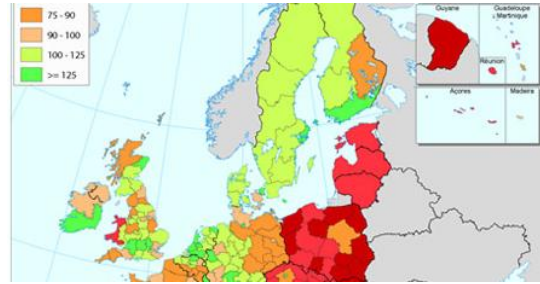 75 - 90
90 - 100
100 - 125
>= 125
Guyane
Guadeloupe
Martinique
Réunion
Açores
Madeira